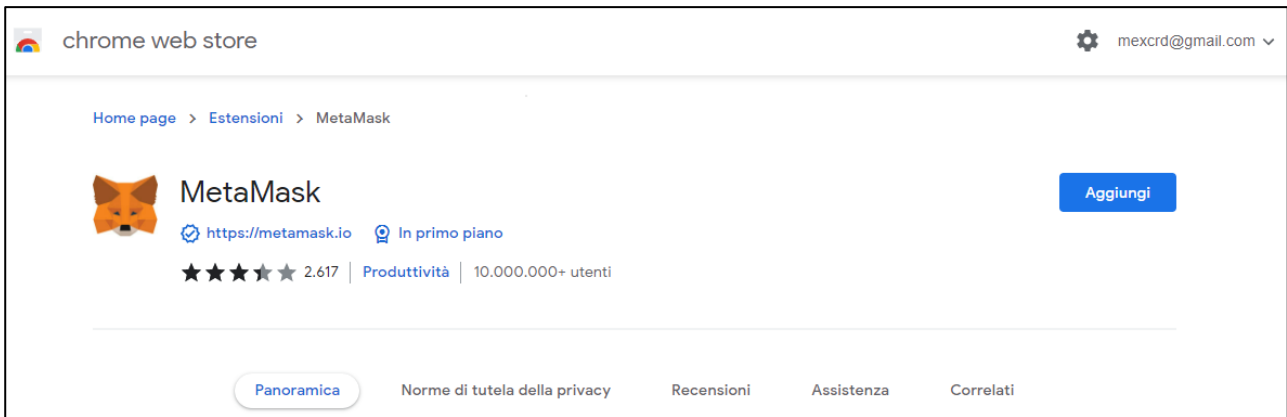 chrome web store mexcrd@gmail.com
Home page > Estensioni > MetaMask
MetaMask
Aggiungi
https://metamask.io In primo piano
2.617 | Produttività | 10.000.000+ utenti
Panoramica Norme di tutela della privacy Recensioni Assistenza Correlati